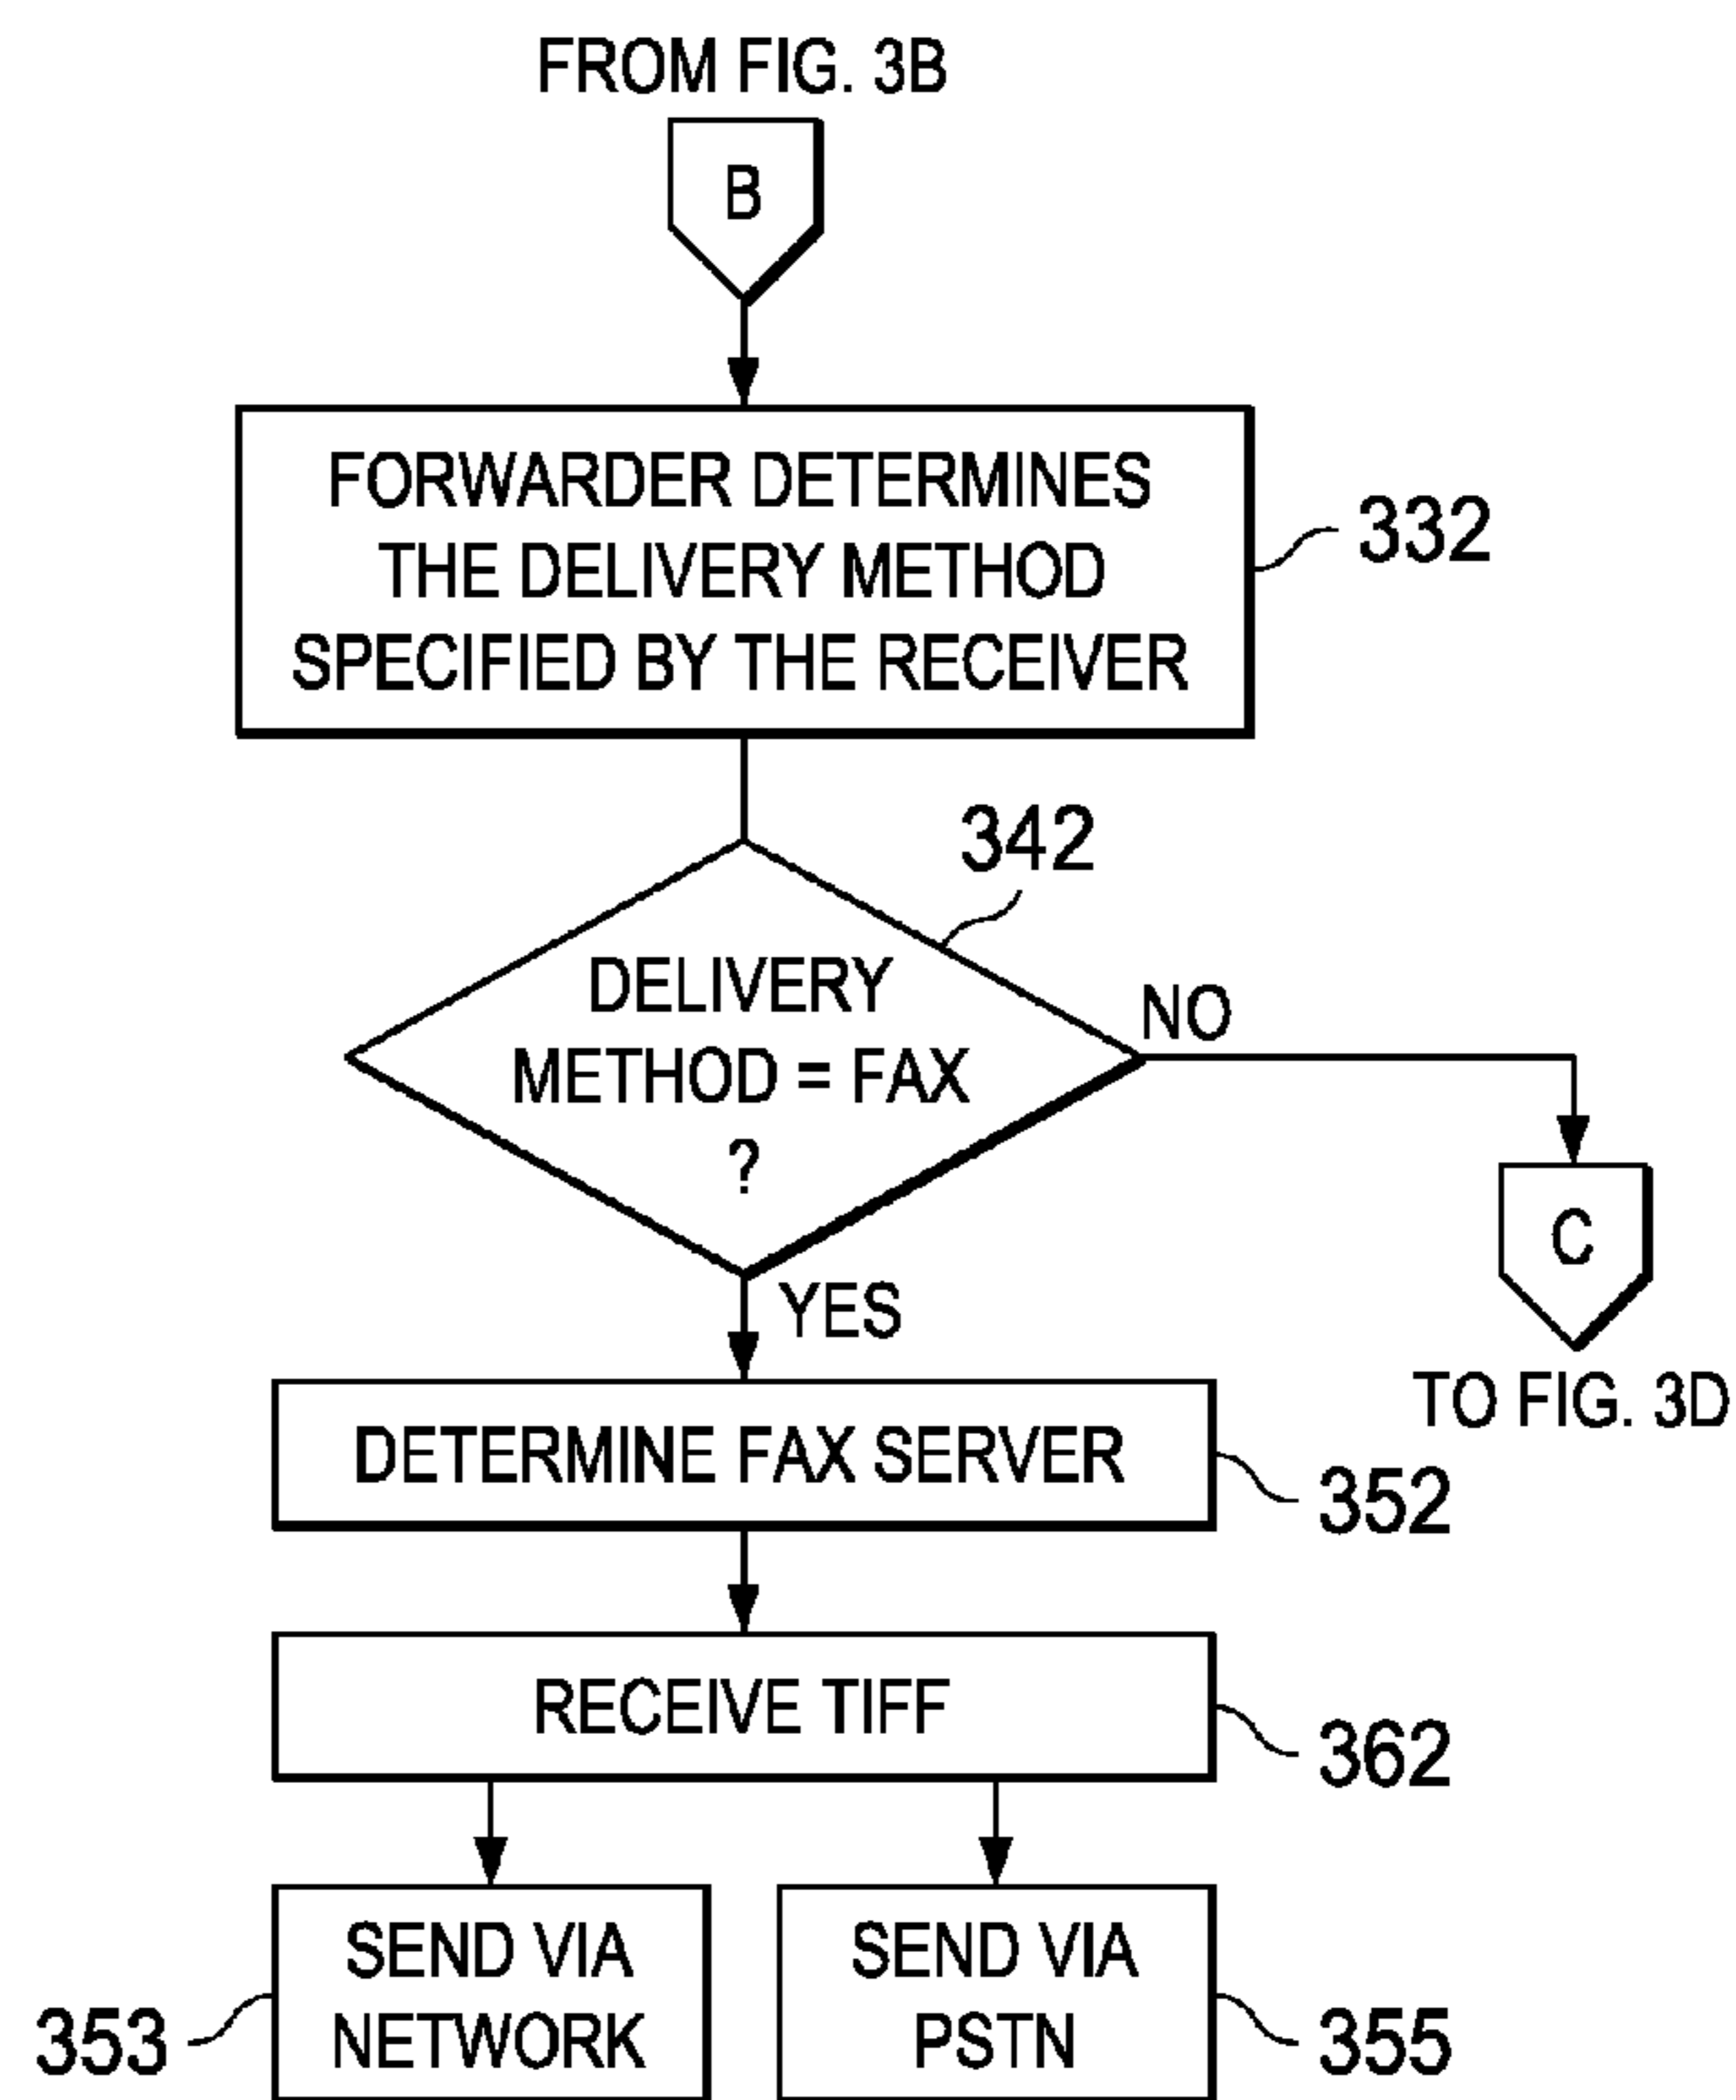 FROM FIG. 3B
B
FORWARDER DETERMINES
THE DELIVERY METHOD
SPECIFIED BY THE RECEIVER
332
342
DELIVERY
METHOD = FAX
?
NO
YES
C
TO FIG. 3D
DETERMINE FAX SERVER
352
RECEIVE TIFF
362
SEND VIA
NETWORK
353
SEND VIA
PSTN
355